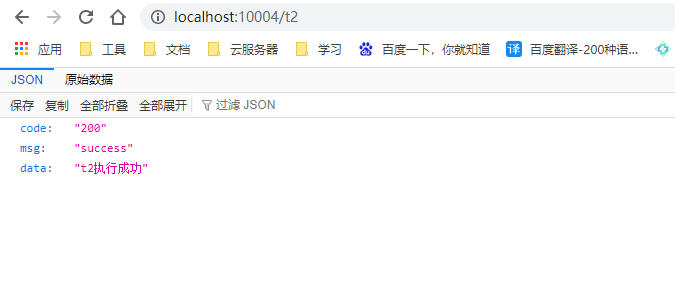 localhost:10004/t2
应用 工具 文档 云服务器 学习 百度一下，你就知道 译 百度翻译-200种语...
JSON 原始数据
保存 复制 全部折叠 全部展开 过滤 JSON
code: "200"
msg: "success"
data: "t2执行成功"